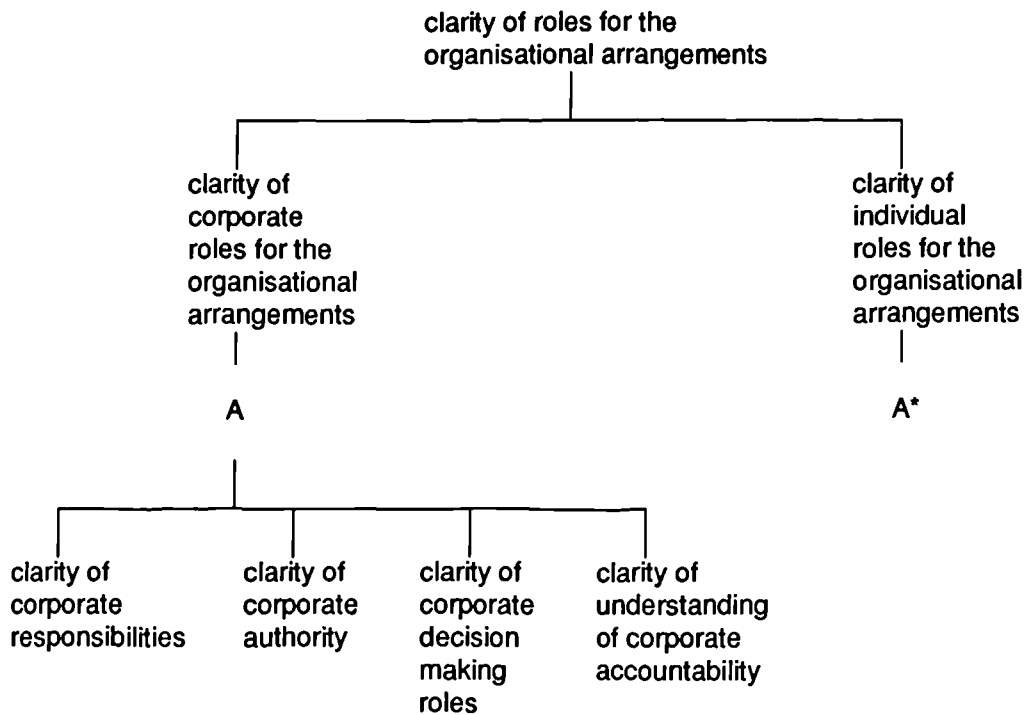 clarity of roles for the
organisational arrangements
clarity of
corporate
roles for the
organisational
arrangements
clarity of
individual
roles for the
organisational
arrangements
A
A*
clarity of
corporate
responsibilities
clarity of
corporate
authority
clarity of
corporate
decision
making
roles
clarity of
understanding
of corporate
accountability